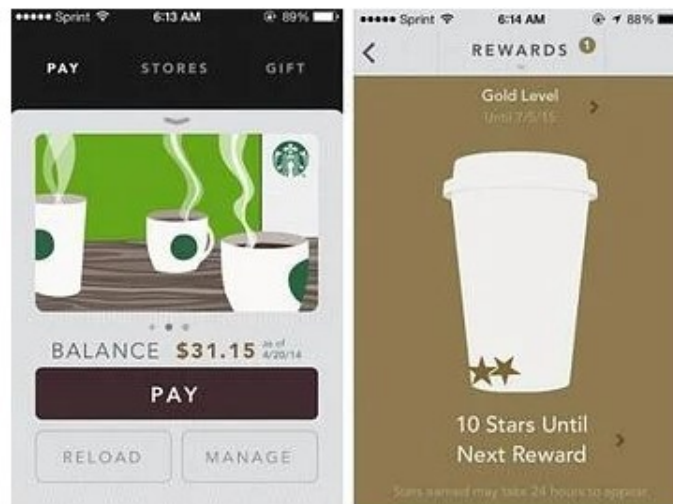 Sprint 6:13 AM 89%
PAY STORES GIFT
BALANCE $31.15 as of
4/20/14
PAY
RELOAD MANAGE
Sprint 6:14 AM 88%
REWARDS 1
Gold Level
Until 7/5/15
10 Stars Until
Next Reward
Stars earned may take 24 hours to appear